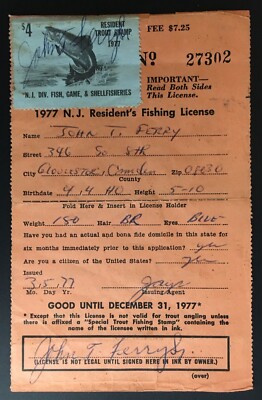 $4
RESIDENT
TROUT STAMP
1977
N.J. DIV. FISH, GAME, & SHELLFISHERIES
FEE $7.25
No 27302
IMPORTANT—
Read Both Sides
This License.
1977 N.J. Resident's Fishing License
Name JOHN T. FERRY
Street 346 So 8th
City Gloucester, Camden Zip 08030
County
Birthdate 9.4.40 Height 5-10
Fold Here & Insert in License Holder
Weight 180 Hair BR Eyes BLUE
Have you had an actual and bona fide domicile in this state for
six months immediately prior to this application? yes
Are you a citizen of the United States? yes
Issued
3,15,77
Mo. Day Yr. Issuing Agent
GOOD UNTIL DECEMBER 31, 1977*
* Except that this License is not valid for trout angling unless
there is affixed a "Special Trout Fishing Stamp" containing the
name of the licensee written in ink.
John T Ferry Jr.
(LICENSE IS NOT LEGAL UNTIL SIGNED HERE IN INK BY OWNER.)
(over)